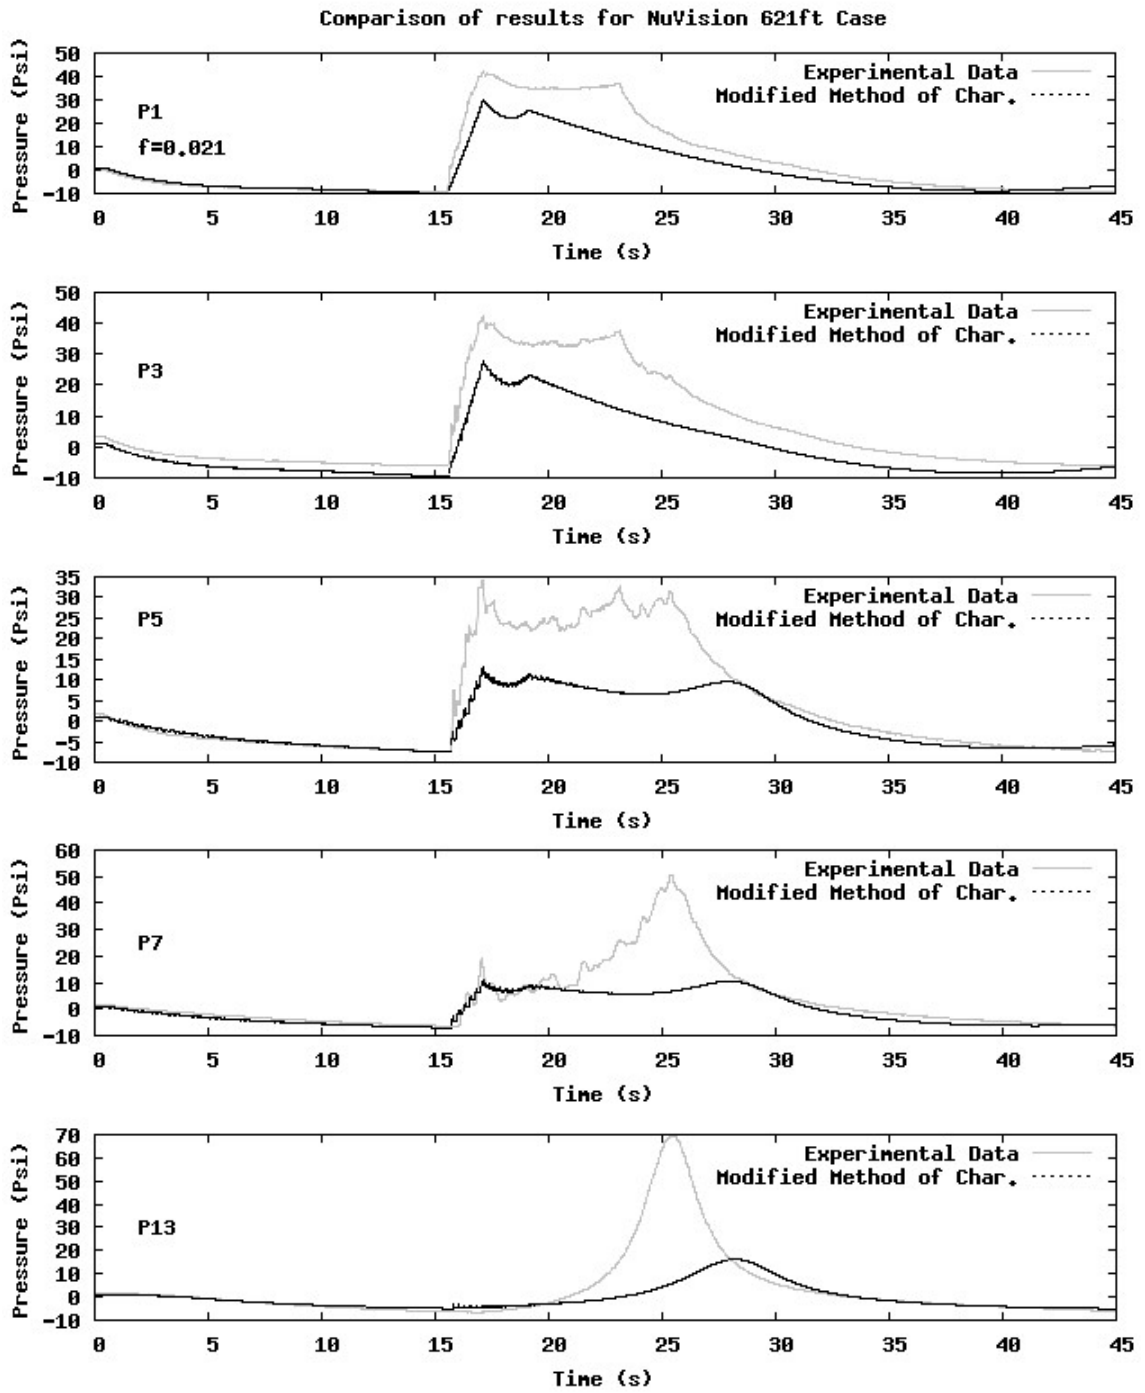 Comparison of results for NuVision 621ft Case
Pressure (Psi)
50
40
30
20
10
0
-10
P1
f=0.021
Experimental Data
Modified Method of Char.
0 5 10 15 20 25 30 35 40 45
Time (s)
Pressure (Psi)
50
40
30
20
10
0
-10
P3
Experimental Data
Modified Method of Char.
0 5 10 15 20 25 30 35 40 45
Time (s)
Pressure (Psi)
35
30
25
20
15
10
5
0
-5
-10
P5
Experimental Data
Modified Method of Char.
0 5 10 15 20 25 30 35 40 45
Time (s)
Pressure (Psi)
60
50
40
30
20
10
0
-10
P7
Experimental Data
Modified Method of Char.
0 5 10 15 20 25 30 35 40 45
Time (s)
Pressure (Psi)
70
60
50
40
30
20
10
0
-10
P13
Experimental Data
Modified Method of Char.
0 5 10 15 20 25 30 35 40 45
Time (s)